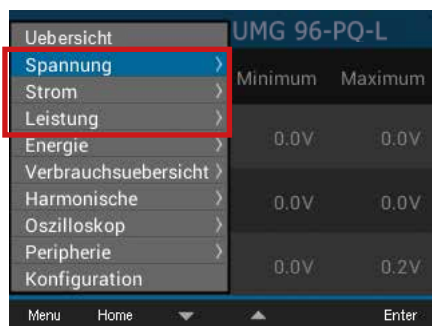 UMG 96-PQ-L
Uebersicht
Spannung
Strom
Leistung
Energie
Verbrauchsuebersicht
Harmonische
Oszilloskop
Peripherie
Konfiguration
Minimum Maximum
0.0V 0.0V
0.0V 0.0V
0.0V 0.2V
Menu Home Enter